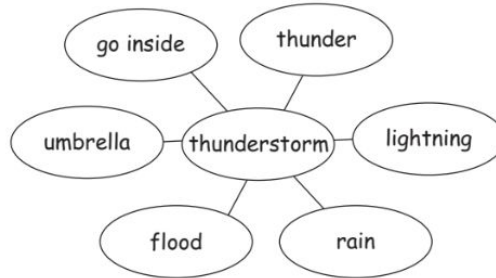 go inside
thunder
umbrella
thunderstorm
lightning
flood
rain